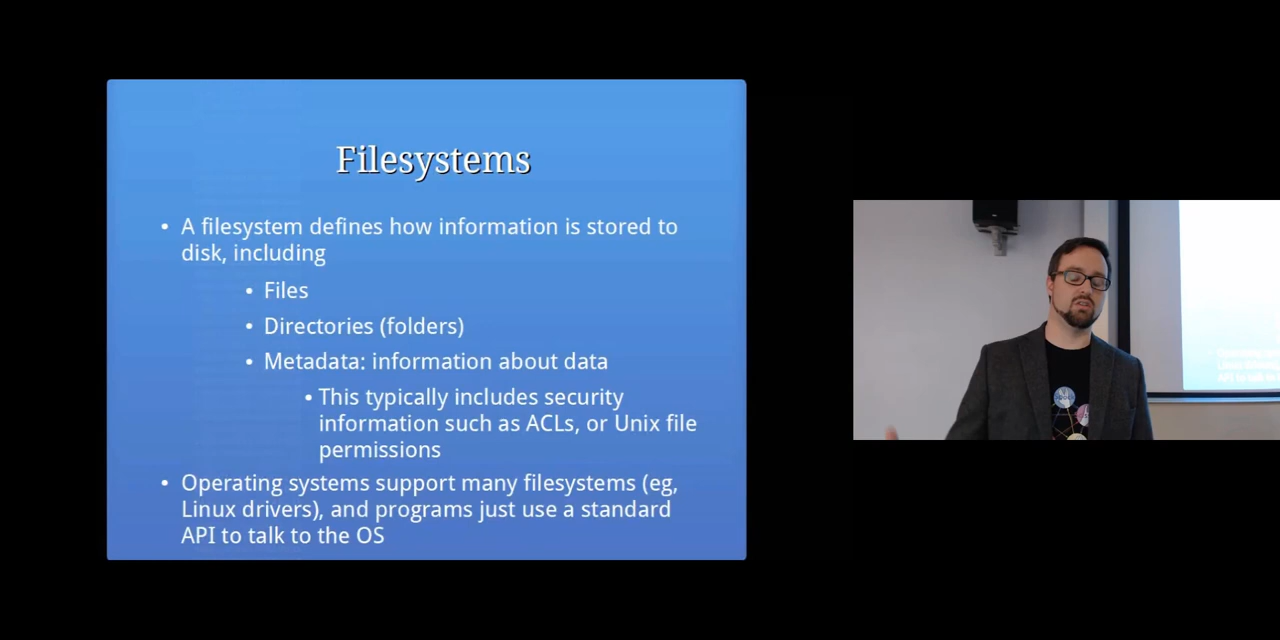 Filesystems
• A filesystem defines how information is stored to
disk, including
• Files
• Directories (folders)
• Metadata: information about data
• This typically includes security
information such as ACLs, or Unix file
permissions
• Operating systems support many filesystems (eg,
Linux drivers), and programs just use a standard
API to talk to the OS